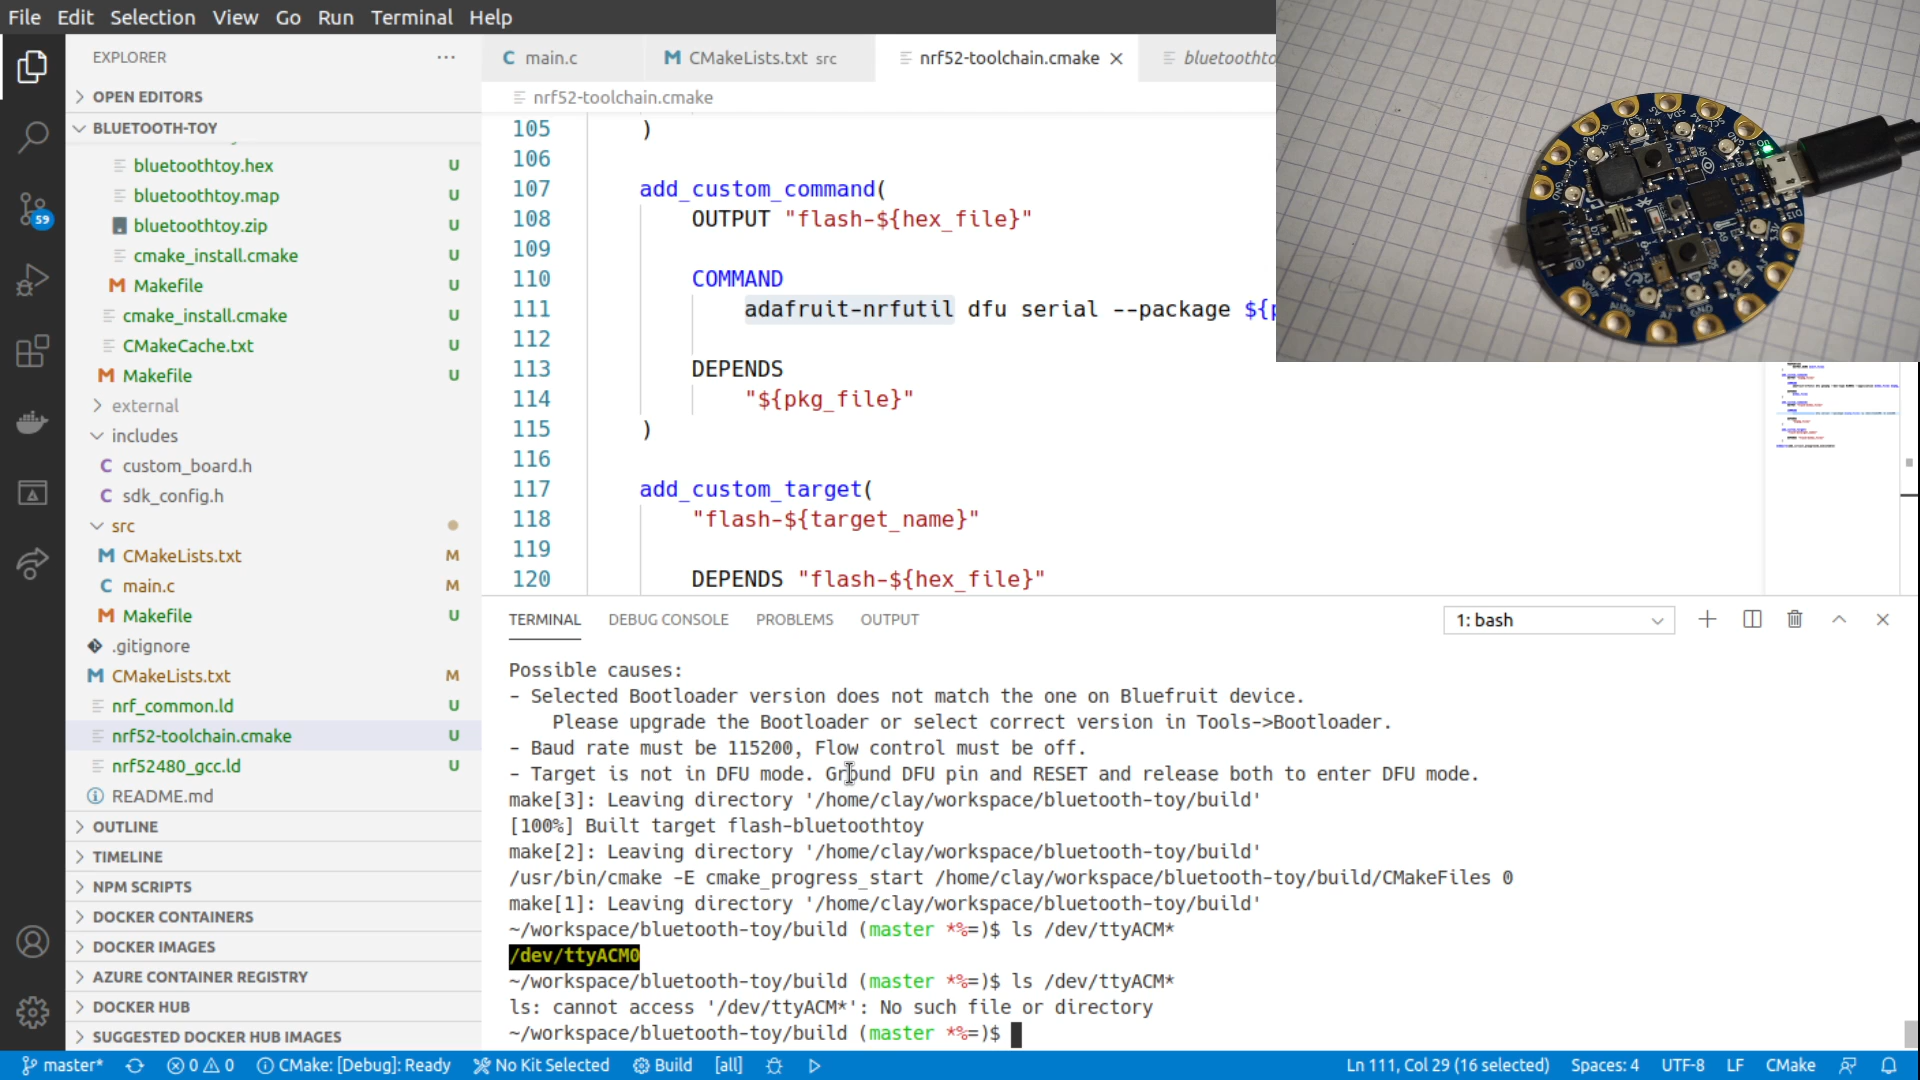 File Edit Selection View Go Run Terminal Help
EXPLORER
OPEN EDITORS
BLUETOOTH-TOY
bluetoothtoy.hex U
bluetoothtoy.map U
bluetoothtoy.zip U
cmake_install.cmake U
M Makefile U
cmake_install.cmake U
CMakeCache.txt U
M Makefile U
external
includes
C custom_board.h
C sdk_config.h
src
M CMakeLists.txt M
C main.c M
M Makefile U
.gitignore
M CMakeLists.txt M
nrf_common.ld U
nrf52-toolchain.cmake U
nrf52480_gcc.ld U
README.md
OUTLINE
TIMELINE
NPM SCRIPTS
DOCKER CONTAINERS
DOCKER IMAGES
AZURE CONTAINER REGISTRY
DOCKER HUB
SUGGESTED DOCKER HUB IMAGES
59
C main.c M CMakeLists.txt src nrf52-toolchain.cmake bluetoothto
nrf52-toolchain.cmake
105 )
106
107 add_custom_command(
108 OUTPUT "flash-${hex_file}"
109
110 COMMAND
111 adafruit-nrfutil dfu serial --package ${p
112
113 DEPENDS
114 "${pkg_file}"
115 )
116
117 add_custom_target(
118 "flash-${target_name}"
119
120 DEPENDS "flash-${hex_file}"
TERMINAL DEBUG CONSOLE PROBLEMS OUTPUT 1: bash
Possible causes:
- Selected Bootloader version does not match the one on Bluefruit device.
Please upgrade the Bootloader or select correct version in Tools->Bootloader.
- Baud rate must be 115200, Flow control must be off.
- Target is not in DFU mode. Ground DFU pin and RESET and release both to enter DFU mode.
make[3]: Leaving directory '/home/clay/workspace/bluetooth-toy/build'
[100%] Built target flash-bluetoothtoy
make[2]: Leaving directory '/home/clay/workspace/bluetooth-toy/build'
/usr/bin/cmake -E cmake_progress_start /home/clay/workspace/bluetooth-toy/build/CMakeFiles 0
make[1]: Leaving directory '/home/clay/workspace/bluetooth-toy/build'
~/workspace/bluetooth-toy/build (master *%=)$ ls /dev/ttyACM*
/dev/ttyACM0
~/workspace/bluetooth-toy/build (master *%=)$ ls /dev/ttyACM*
ls: cannot access '/dev/ttyACM*': No such file or directory
~/workspace/bluetooth-toy/build (master *%=)$
master* 0 0 CMake: [Debug]: Ready No Kit Selected Build [all] Ln 111, Col 29 (16 selected) Spaces: 4 UTF-8 LF CMake